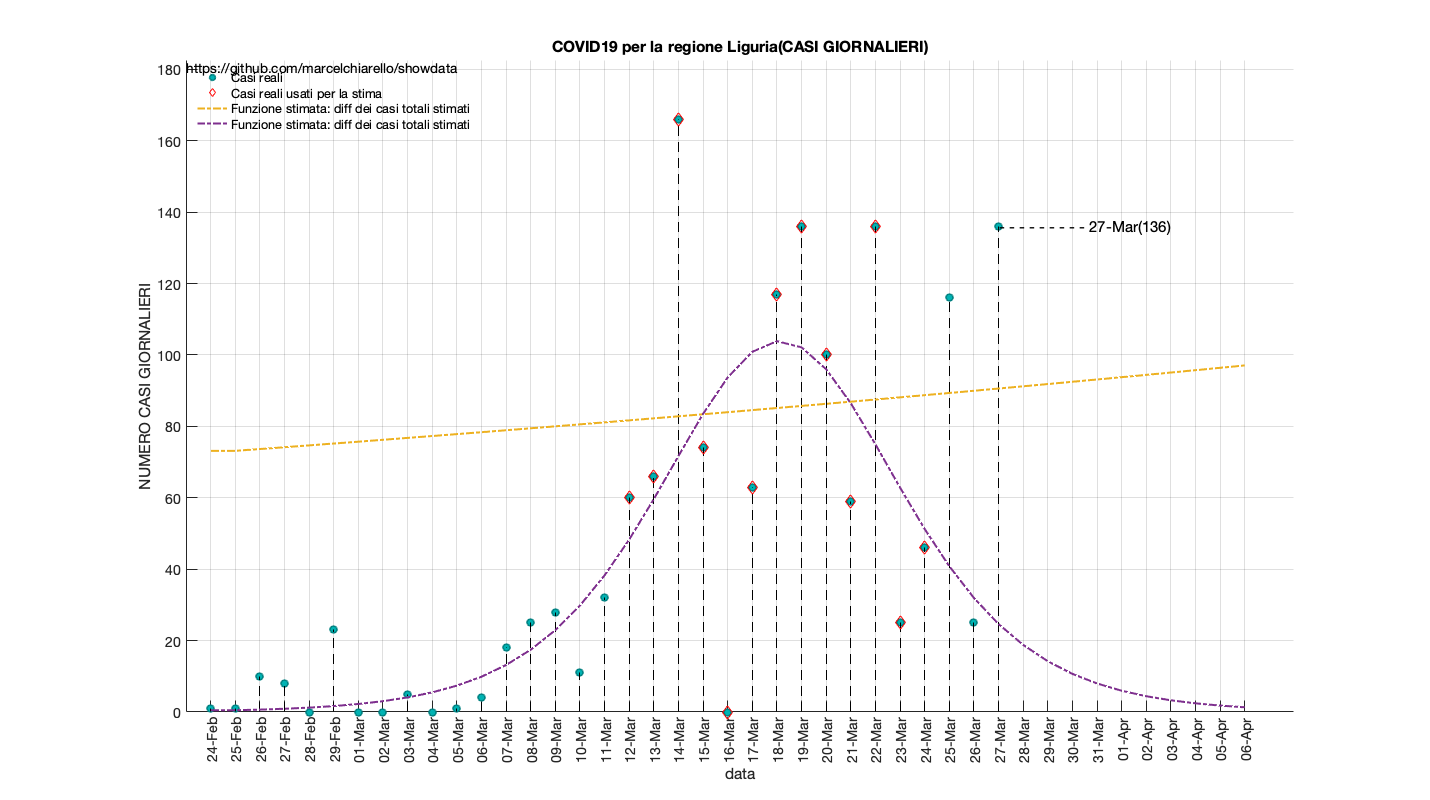 COVID19 per la regione Liguria(CASI GIORNALIERI)
https://github.com/marcelchiarello/showdata
Casi reali
Casi reali usati per la stima
Funzione stimata: diff dei casi totali stimati
Funzione stimata: diff dei casi totali stimati
180
160
140
120
100
80
60
40
20
0
NUMERO CASI GIORNALIERI
27-Mar(136)
24-Feb
25-Feb
26-Feb
27-Feb
28-Feb
29-Feb
01-Mar
02-Mar
03-Mar
04-Mar
05-Mar
06-Mar
07-Mar
08-Mar
09-Mar
10-Mar
11-Mar
12-Mar
13-Mar
14-Mar
15-Mar
16-Mar
17-Mar
18-Mar
19-Mar
20-Mar
21-Mar
22-Mar
23-Mar
24-Mar
25-Mar
26-Mar
27-Mar
28-Mar
29-Mar
30-Mar
31-Mar
01-Apr
02-Apr
03-Apr
04-Apr
05-Apr
06-Apr
data